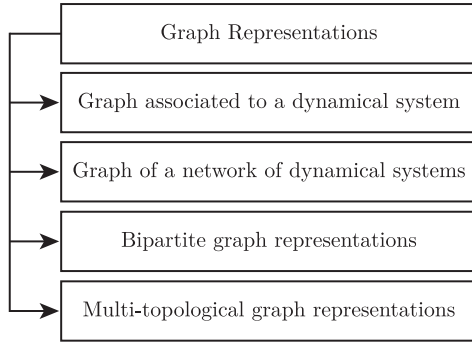 Graph Representations
Graph associated to a dynamical system
Graph of a network of dynamical systems
Bipartite graph representations
Multi-topological graph representations